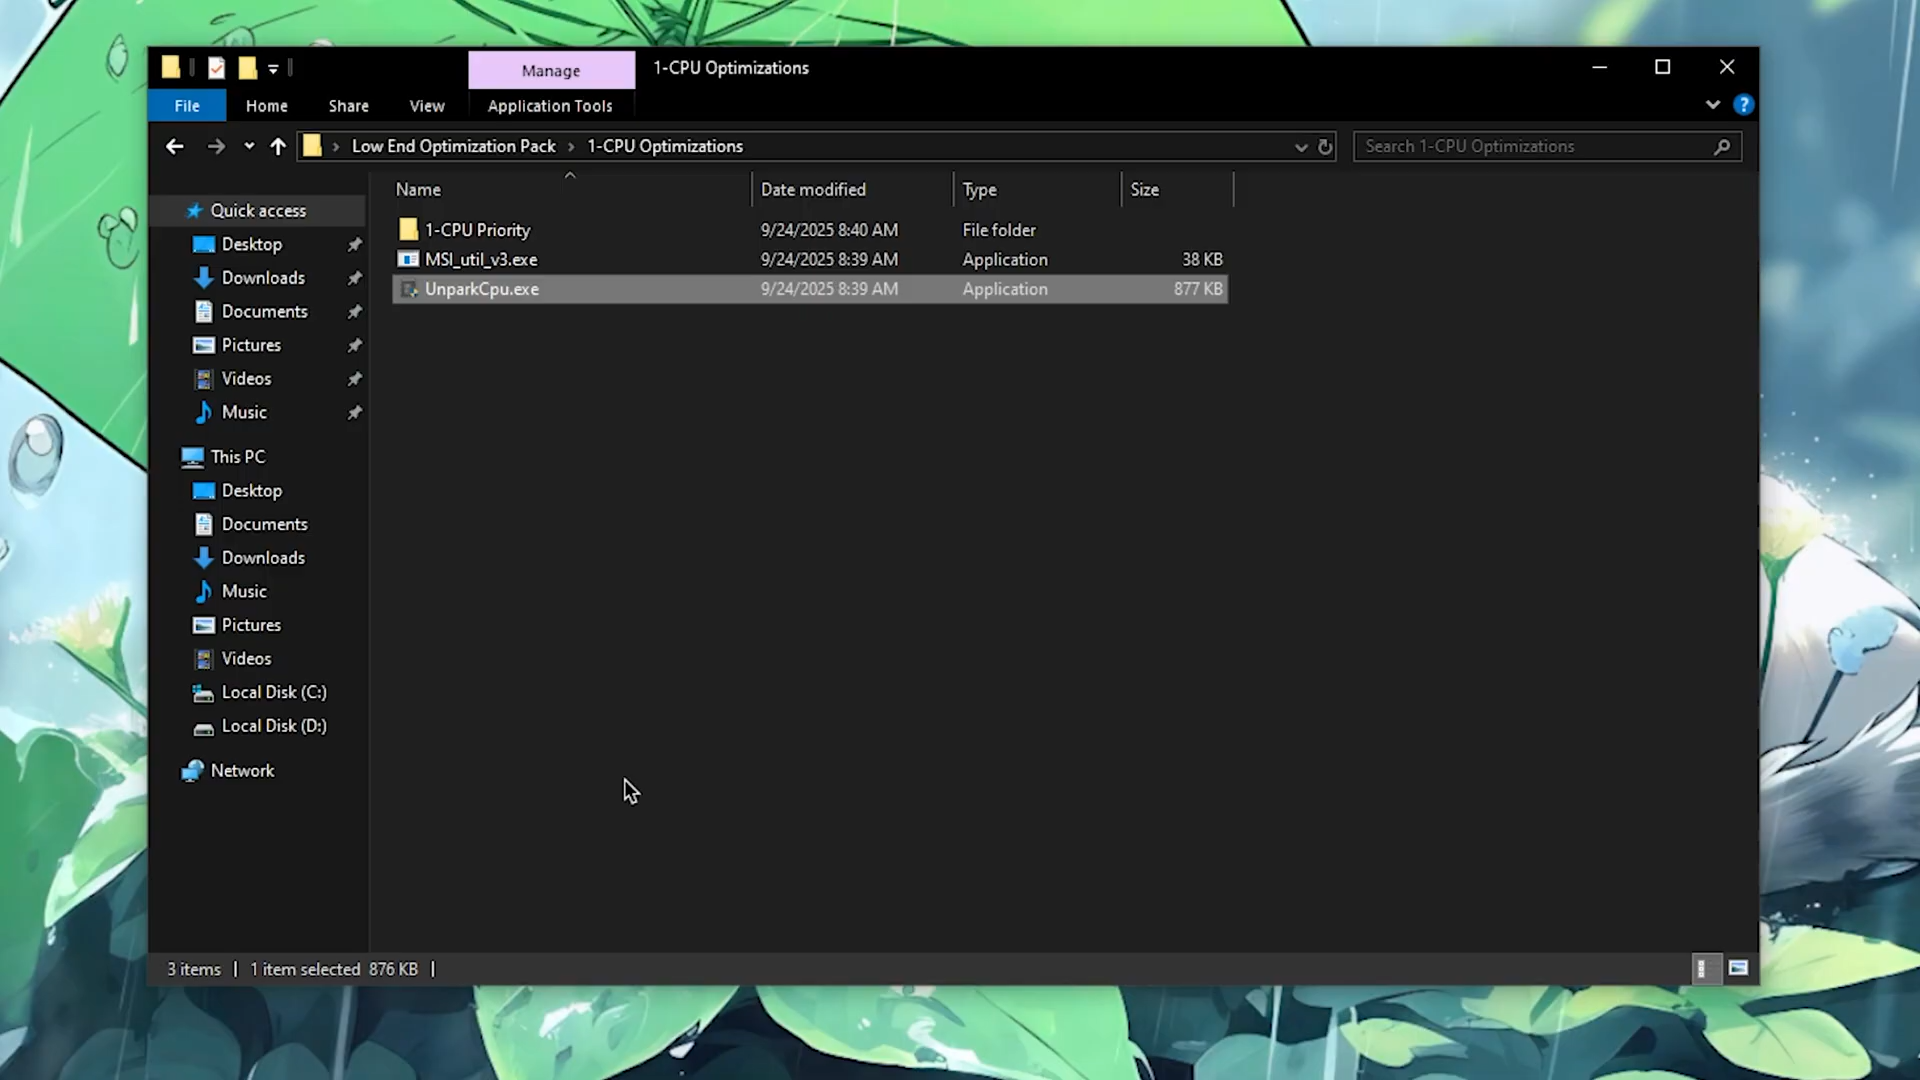 Manage
1-CPU Optimizations
File
Home
Share
View
Application Tools
Low End Optimization Pack
1-CPU Optimizations
Search 1-CPU Optimizations
Name
Date modified
Type
Size
1-CPU Priority
9/24/2025 8:40 AM
File folder
MSI_util_v3.exe
9/24/2025 8:39 AM
Application
38 KB
UnparkCpu.exe
9/24/2025 8:39 AM
Application
877 KB
Quick access
Desktop
Downloads
Documents
Pictures
Videos
Music
This PC
Desktop
Documents
Downloads
Music
Pictures
Videos
Local Disk (C:)
Local Disk (D:)
Network
3 items
1 item selected 876 KB